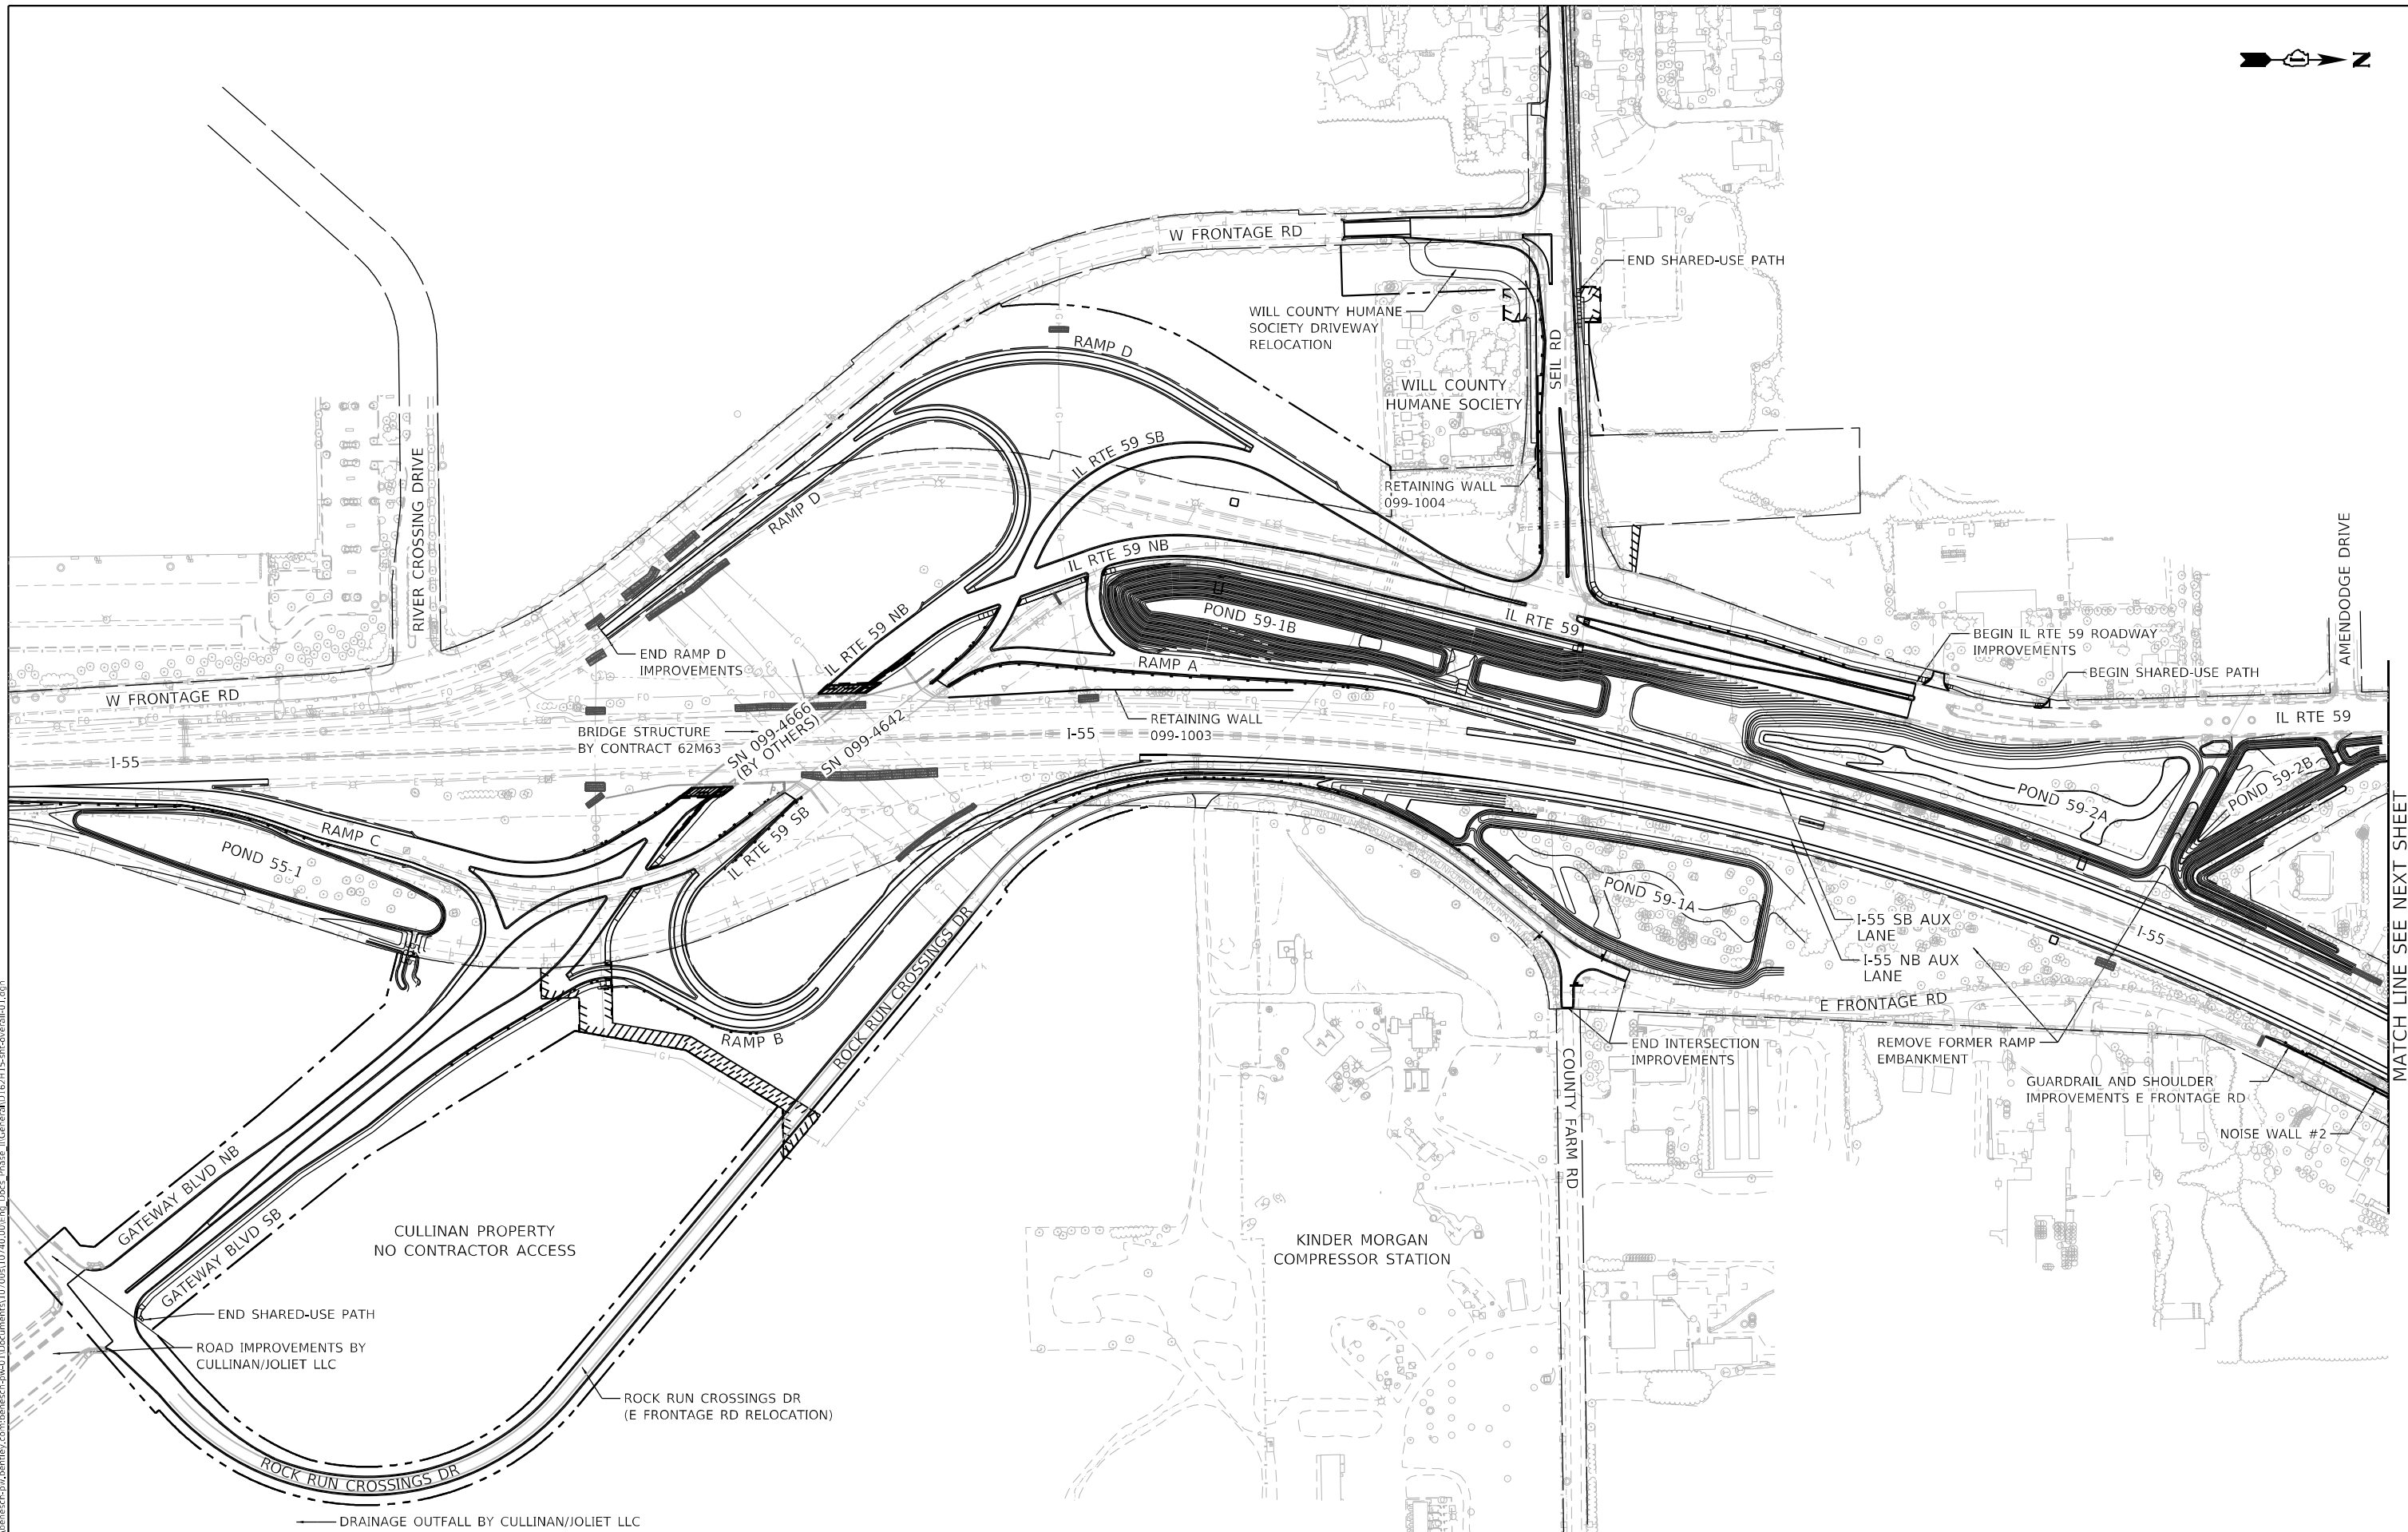 N
W FRONTAGE RD
END SHARED-USE PATH
WILL COUNTY HUMANE
SOCIETY DRIVEWAY
RELOCATION
SEIL RD
RAMP D
WILL COUNTY
HUMANE SOCIETY
IL RTE 59 SB
RIVER CROSSING DRIVE
RETAINING WALL
099-1004
RAMP D
AMENDODGE DRIVE
IL RTE 59 NB
POND 59-1B
IL RTE 59
IL RTE 59 NB
BEGIN IL RTE 59 ROADWAY
IMPROVEMENTS
END RAMP D
IMPROVEMENTS
RAMP A
BEGIN SHARED-USE PATH
W FRONTAGE RD
IL RTE 59
RETAINING WALL
099-1003
BRIDGE STRUCTURE
BY CONTRACT 62M63
SN 099-4666
(BY OTHERS)
SN 099-4642
I-55
I-55
POND 59-2A
POND 59-2B
RAMP C
POND 55-1
IL RTE 59 SB
POND 59-1A
I-55 SB AUX
LANE
I-55 NB AUX
LANE
I-55
MATCH LINE SEE NEXT SHEET
ROCK RUN CROSSINGS DR
E FRONTAGE RD
RAMP B
END INTERSECTION
IMPROVEMENTS
REMOVE FORMER RAMP
EMBANKMENT
COUNTY FARM RD
GUARDRAIL AND SHOULDER
IMPROVEMENTS E FRONTAGE RD
NOISE WALL #2
GATEWAY BLVD NB
GATEWAY BLVD SB
CULLINAN PROPERTY
NO CONTRACTOR ACCESS
KINDER MORGAN
COMPRESSOR STATION
END SHARED-USE PATH
ROAD IMPROVEMENTS BY
CULLINAN/JOLIET LLC
ROCK RUN CROSSINGS DR
(E FRONTAGE RD RELOCATION)
ROCK RUN CROSSINGS DR
DRAINAGE OUTFALL BY CULLINAN/JOLIET LLC